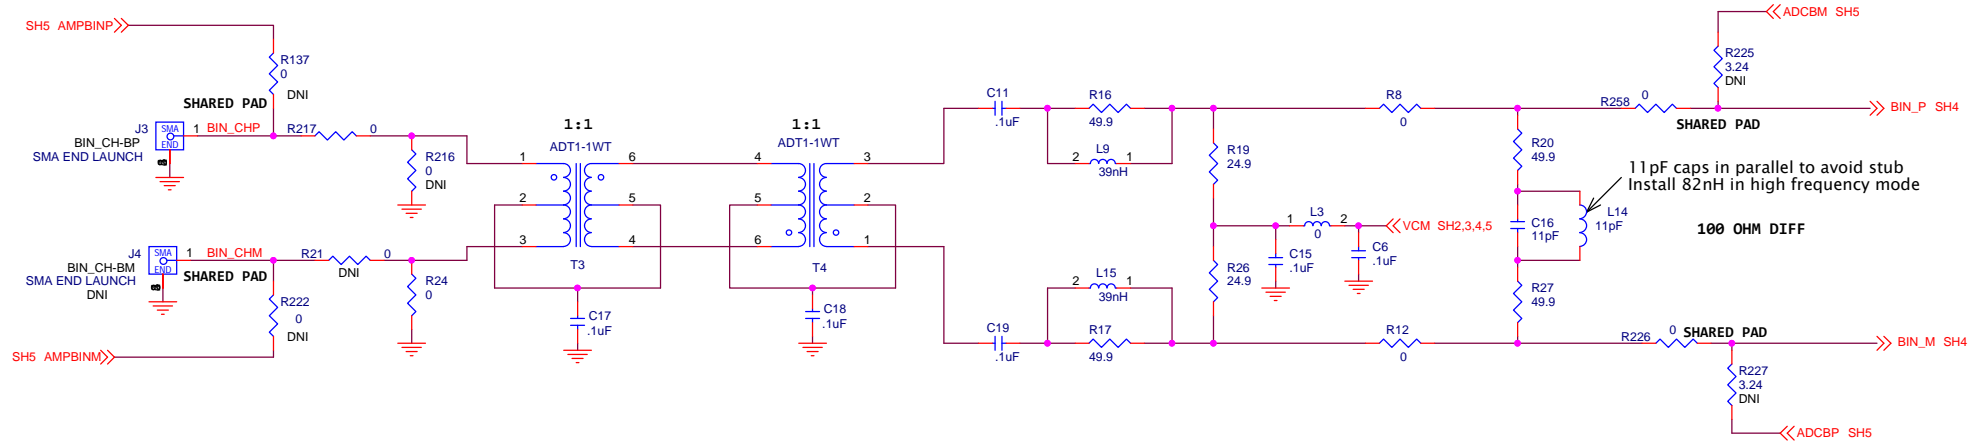 SH5 AMPBINP
R137
0
DNI
SHARED PAD
J3
SMA
END
1
BIN_CHP
BIN_CH-BP
SMA END LAUNCH
R217
0
R216
0
DNI
J4
SMA
END
1
BIN_CHM
BIN_CH-BM
SMA END LAUNCH
DNI
SHARED PAD
R21
0
DNI
R24
0
R222
0
DNI
SH5 AMPBINM
1:1
ADT1-1WT
1
2
3
6
5
4
T3
C17
.1uF
1:1
ADT1-1WT
4
5
6
3
2
1
T4
C18
.1uF
C11
.1uF
R16
49.9
2
L9
1
39nH
R19
24.9
R26
24.9
1
L3
2
0
VCM SH2,3,4,5
C15
.1uF
C6
.1uF
2
L15
1
39nH
C19
.1uF
R17
49.9
R8
0
R12
0
R20
49.9
C16
11pF
L14
11pF
R27
49.9
11pF caps in parallel to avoid stub
Install 82nH in high frequency mode
100 OHM DIFF
ADCBM SH5
R225
3.24
DNI
R258
0
SHARED PAD
BIN_P SH4
R226
0
SHARED PAD
BIN_M SH4
R227
3.24
DNI
ADCBP SH5